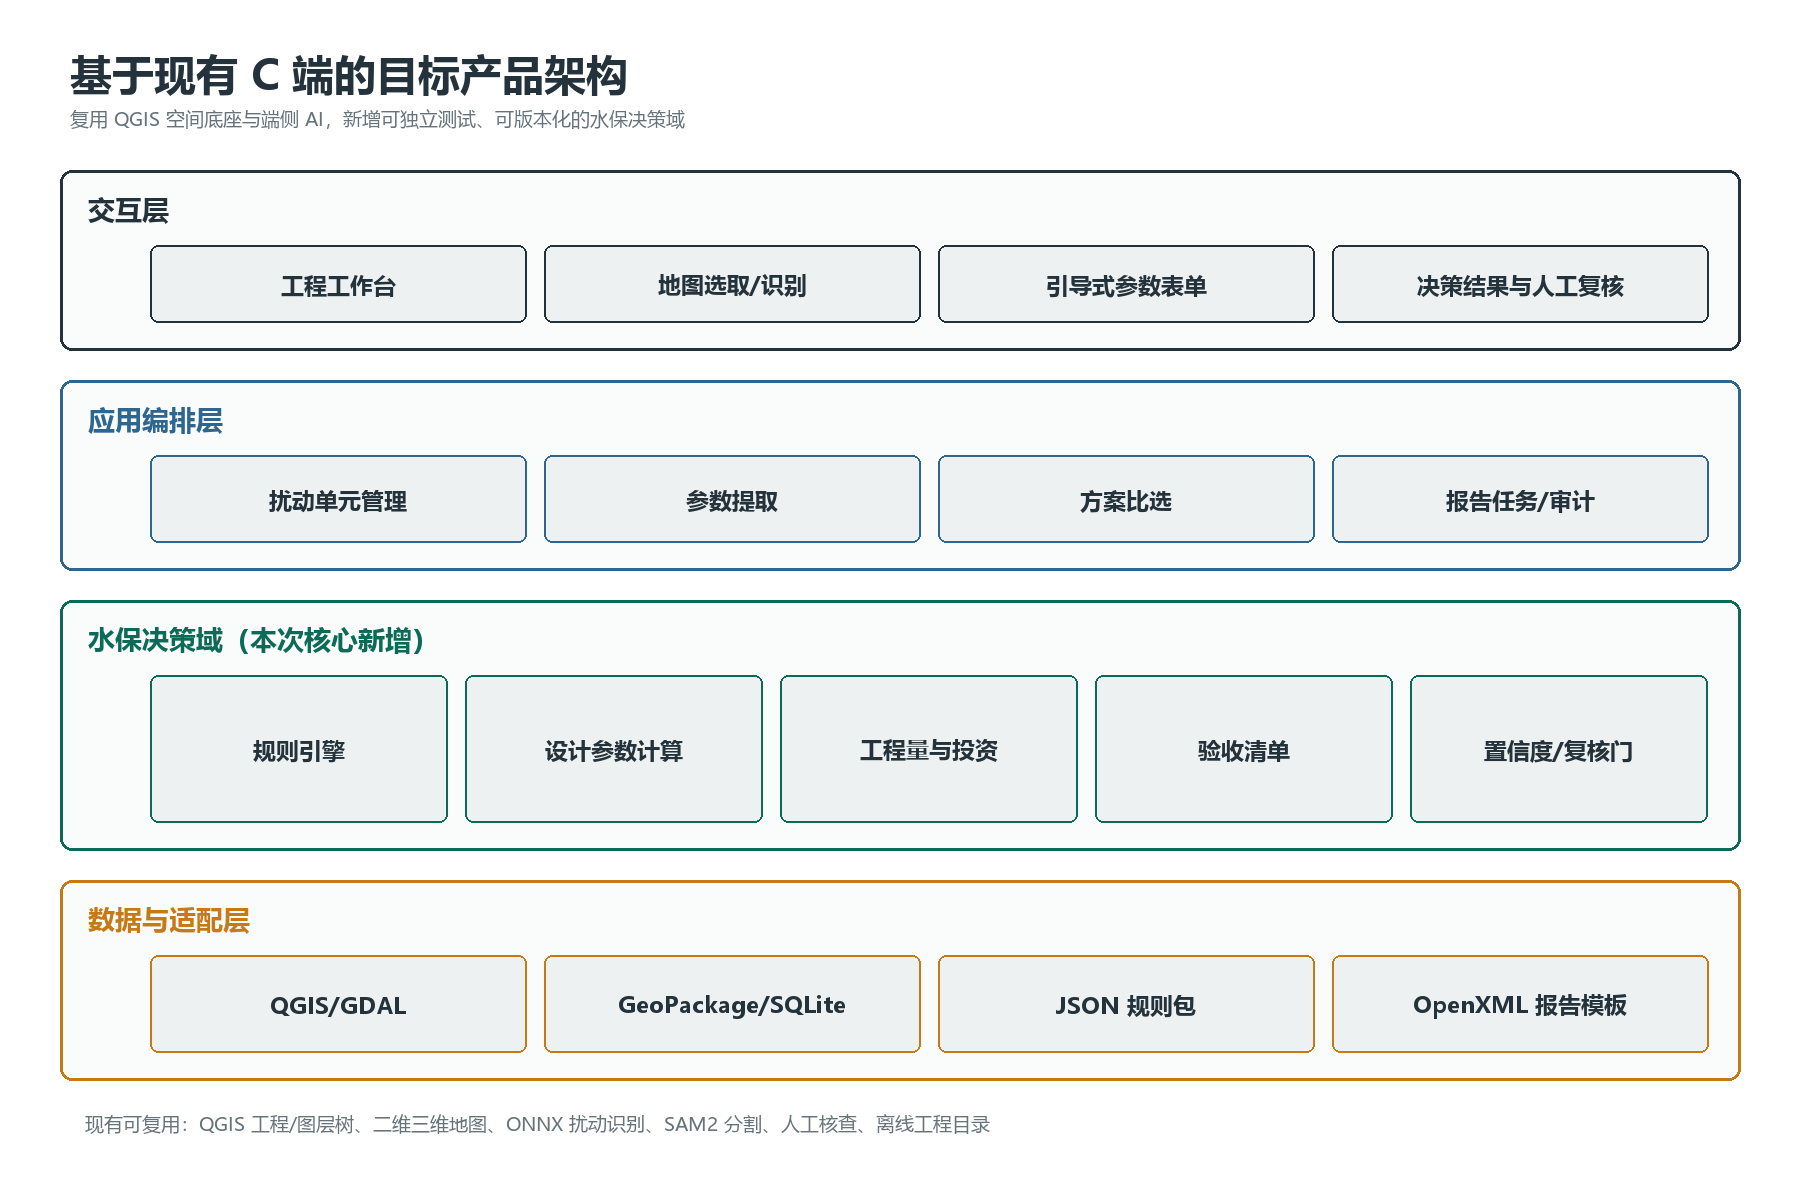 基于现有 C 端的目标产品架构
复用 QGIS 空间底座与端侧 AI，新增可独立测试、可版本化的水保决策域
交互层
工程工作台
地图选取/识别
引导式参数表单
决策结果与人工复核
应用编排层
扰动单元管理
参数提取
方案比选
报告任务/审计
水保决策域（本次核心新增）
规则引擎
设计参数计算
工程量与投资
验收清单
置信度/复核门
数据与适配层
QGIS/GDAL
GeoPackage/SQLite
JSON 规则包
OpenXML 报告模板
现有可复用：QGIS 工程/图层树、二维三维地图、ONNX 扰动识别、SAM2 分割、人工核查、离线工程目录